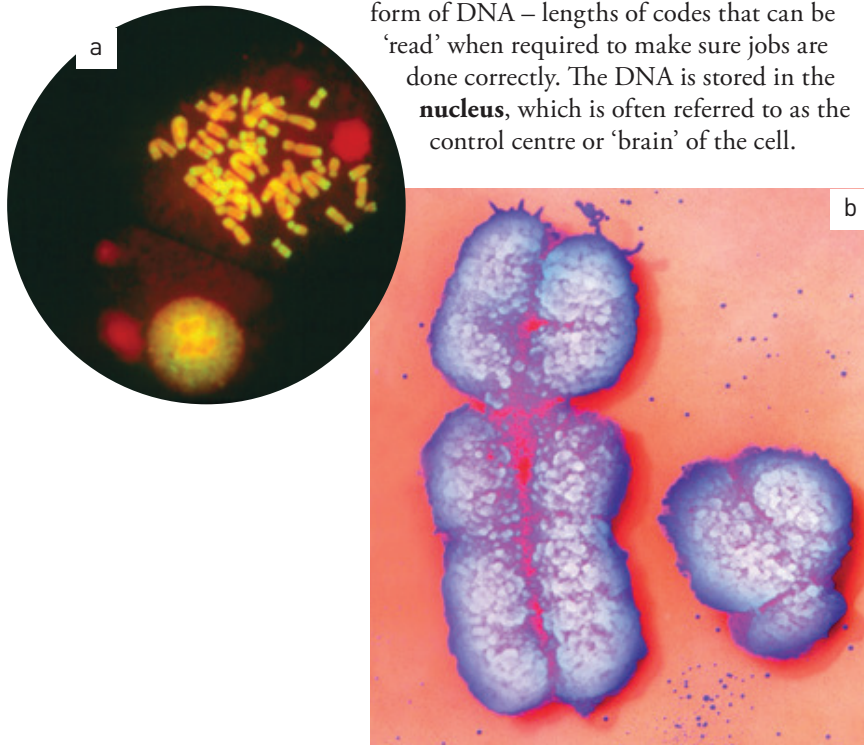 a
form of DNA – lengths of codes that can be
‘read’ when required to make sure jobs are
done correctly. The DNA is stored in the
nucleus, which is often referred to as the
control centre or ‘brain’ of the cell.
b